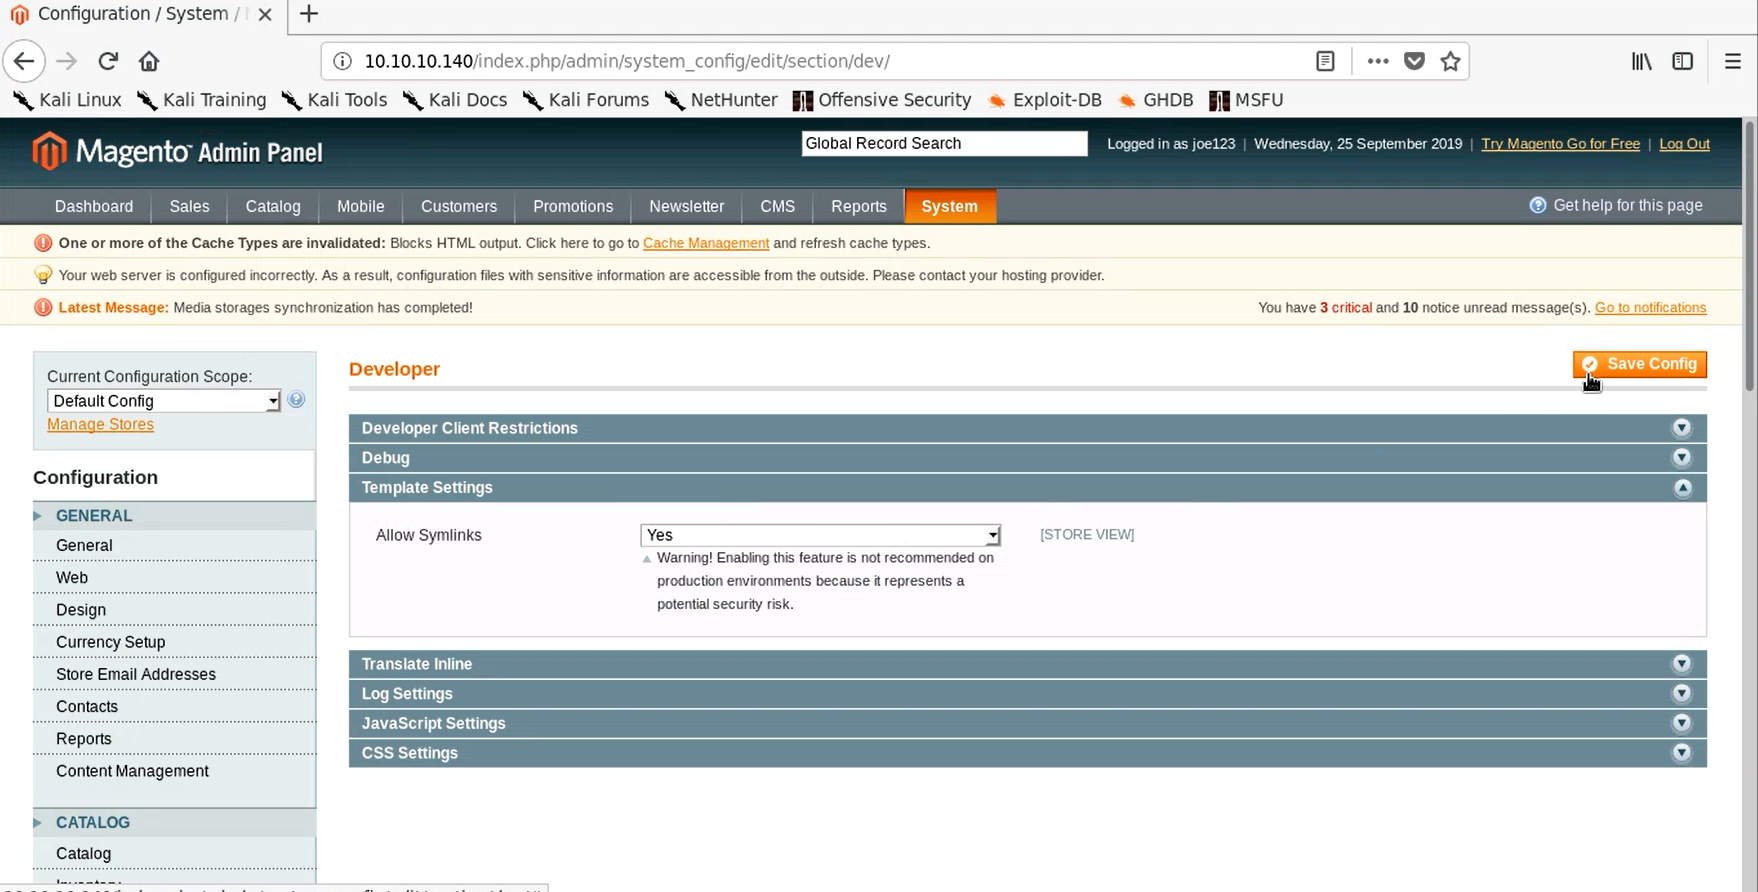 Configuration / System /
10.10.10.140/index.php/admin/system_config/edit/section/dev/
Kali Linux Kali Training Kali Tools Kali Docs Kali Forums NetHunter Offensive Security Exploit-DB GHDB MSFU
Magento Admin Panel
Global Record Search
Logged in as joe123 | Wednesday, 25 September 2019 | Try Magento Go for Free | Log Out
Dashboard Sales Catalog Mobile Customers Promotions Newsletter CMS Reports System
Get help for this page
One or more of the Cache Types are invalidated: Blocks HTML output. Click here to go to Cache Management and refresh cache types.
Your web server is configured incorrectly. As a result, configuration files with sensitive information are accessible from the outside. Please contact your hosting provider.
Latest Message: Media storages synchronization has completed!
You have 3 critical and 10 notice unread message(s). Go to notifications
Current Configuration Scope:
Default Config
Manage Stores
Configuration
GENERAL
General
Web
Design
Currency Setup
Store Email Addresses
Contacts
Reports
Content Management
CATALOG
Catalog
Developer
Save Config
Developer Client Restrictions
Debug
Template Settings
Allow Symlinks
Yes
[STORE VIEW]
Warning! Enabling this feature is not recommended on
production environments because it represents a
potential security risk.
Translate Inline
Log Settings
JavaScript Settings
CSS Settings